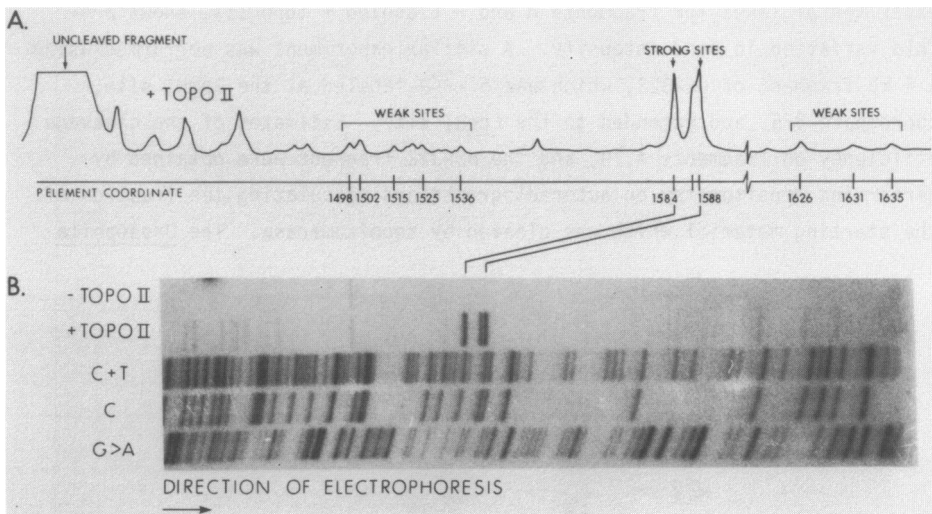 A.
UNCLEAVED FRAGMENT
+ TOPO II
WEAK SITES
STRONG SITES
WEAK SITES
P ELEMENT COORDINATE
1498 1502 1515 1525 1536 1584 1588 1626 1631 1635
B.
- TOPO II
+ TOPO II
C + T
C
G > A
DIRECTION OF ELECTROPHORESIS